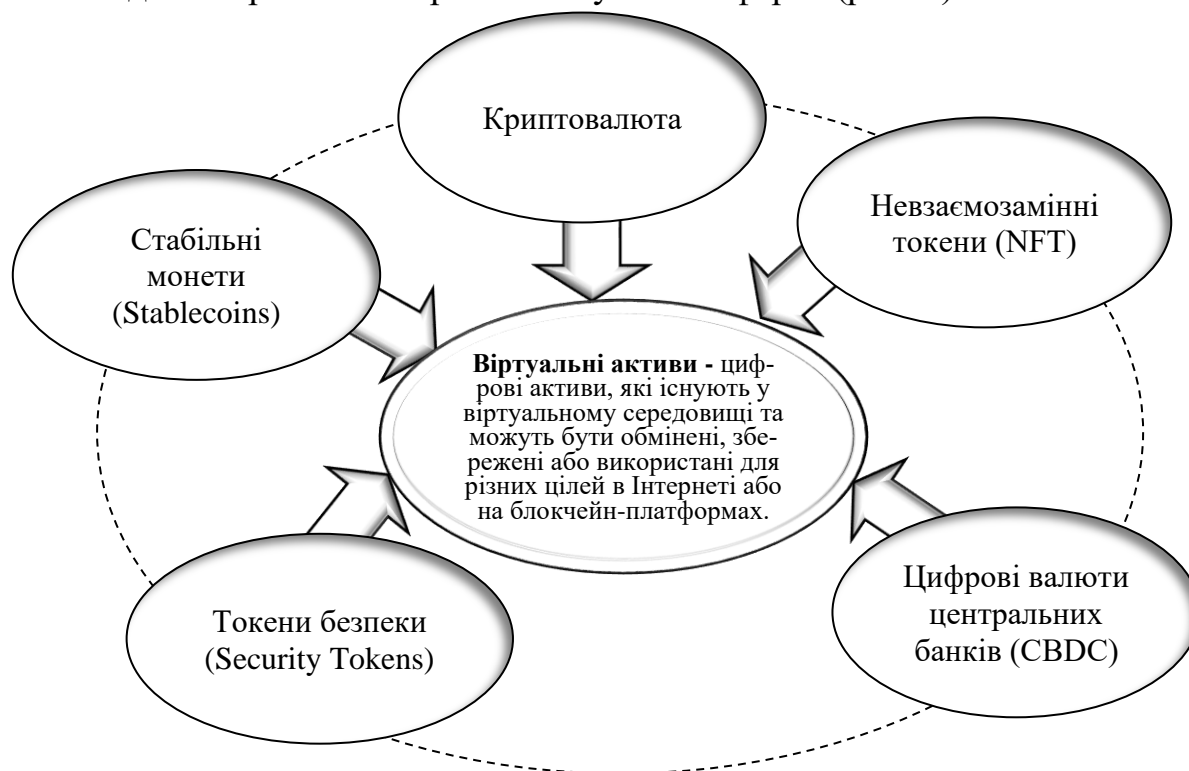 Криптовалюта
Невзаємозамінні
токени (NFT)
Стабільні
монети
(Stablecoins)
Віртуальні активи - циф-
рові активи, які існують у
віртуальному середовищі та
можуть бути обмінені, збе-
режені або використані для
різних цілей в Інтернеті або
на блокчейн-платформах.
Токени безпеки
(Security Tokens)
Цифрові валюти
центральних
банків (CBDC)